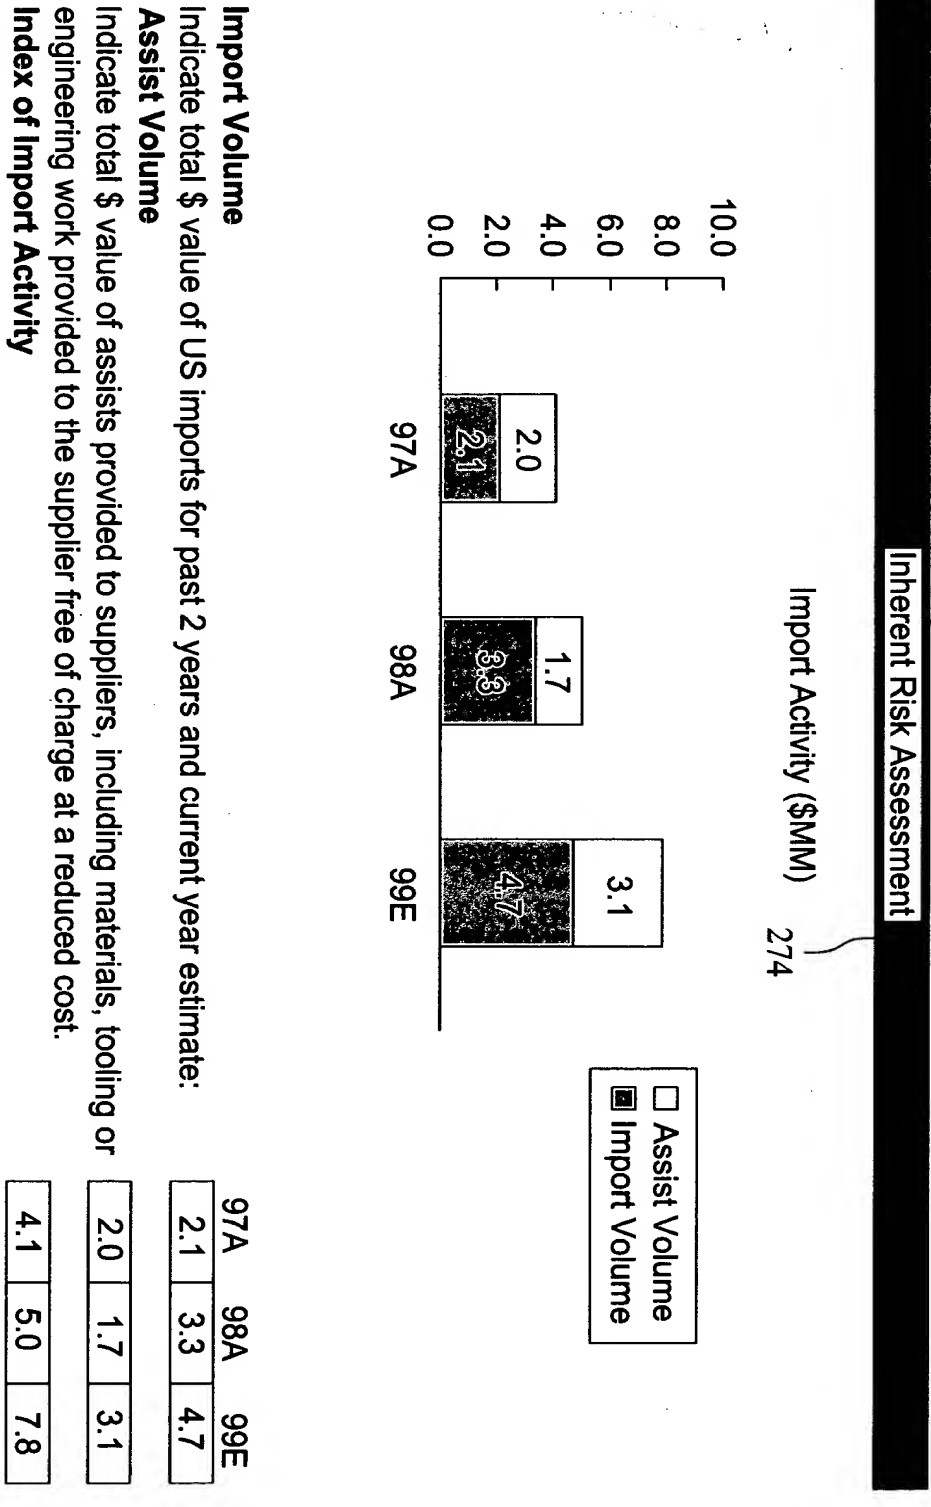 Inherent Risk Assessment
274
Import Activity ($MM)
10.0
8.0
6.0
4.0
2.0
0.0
2.0
2.1
1.7
3.3
3.1
4.7
97A
98A
99E
Assist Volume
Import Volume
97A 98A 99E
Import Volume
Indicate total $ value of US imports for past 2 years and current year estimate: 2.1 3.3 4.7
Assist Volume
Indicate total $ value of assists provided to suppliers, including materials, tooling or 2.0 1.7 3.1
engineering work provided to the supplier free of charge at a reduced cost.
Index of Import Activity 4.1 5.0 7.8